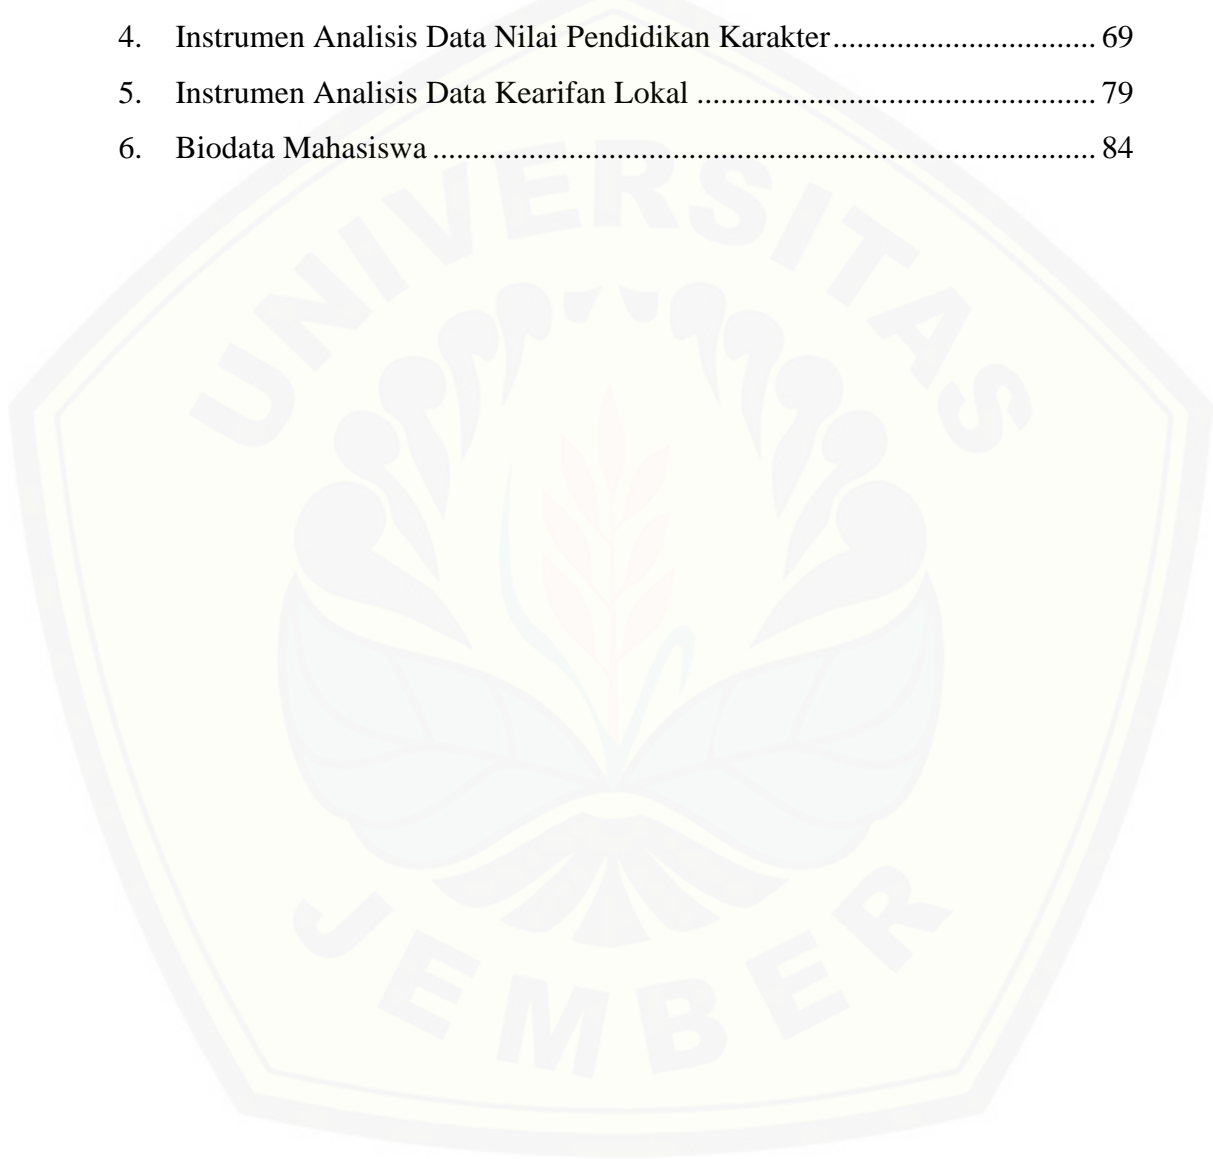 4. Instrumen Analisis Data Nilai Pendidikan Karakter................................. 69
5. Instrumen Analisis Data Kearifan Lokal .................................................. 79
6. Biodata Mahasiswa ................................................................................... 84
UNIVERSITAS
JEMBER